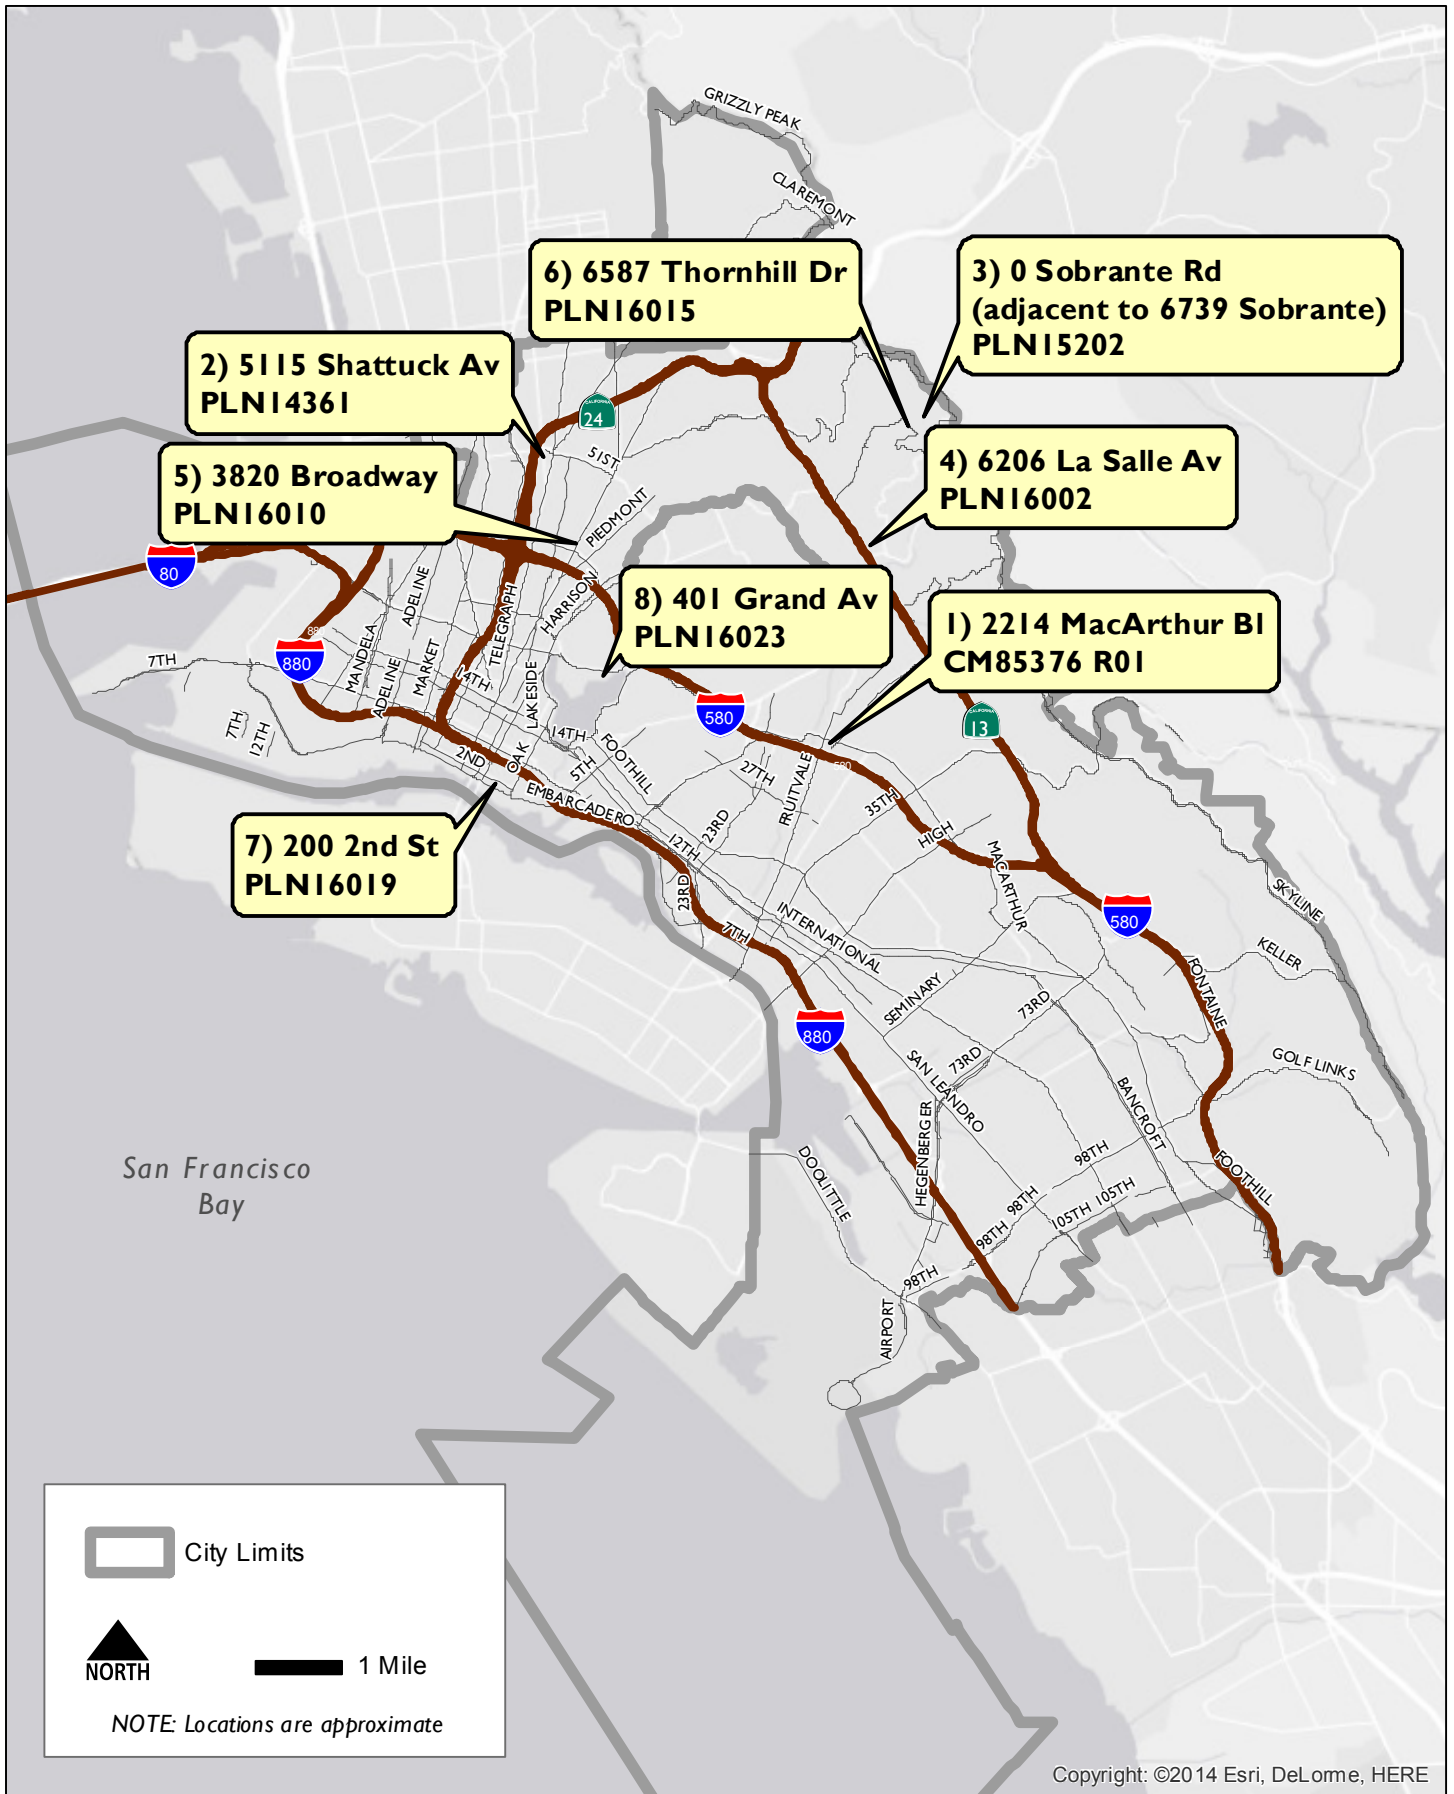 GRIZZLY PEAK
CLAREMONT
6) 6587 Thornhill Dr
PLN16015
3) 0 Sobrante Rd
(adjacent to 6739 Sobrante)
PLN15202
2) 5115 Shattuck Av
PLN14361
CALIFORNIA
24
51ST
5) 3820 Broadway
PLN16010
4) 6206 La Salle Av
PLN16002
PIEDMONT
80
ADELINE
TELEGRAPH
HARRISON
8) 401 Grand Av
PLN16023
1) 2214 MacArthur Bl
CM85376 R01
880
880
7TH
MANDELA
ADELINE
MARKET
14TH
LAKESIDE
580
CALIFORNIA
13
7TH
12TH
2ND
OAK
14TH
5TH
FOOTHILL
27TH
FRUITVALE
580
35TH
EMBARCADERO
23RD
12TH
HIGH
MACARTHUR
7) 200 2nd St
PLN16019
23RD
7TH
INTERNATIONAL
580
SKYLINE
KELLER
FONTAINE
SEMINARY
73RD
880
73RD
SAN LEANDRO
HEGENBERGER
BANCROFT
GOLF LINKS
DOOLITTLE
98TH
98TH
105TH
105TH
FOOTHILL
98TH
98TH
AIRPORT
San Francisco
Bay
City Limits
NORTH
1 Mile
NOTE: Locations are approximate
Copyright: ©2014 Esri, DeLorme, HERE